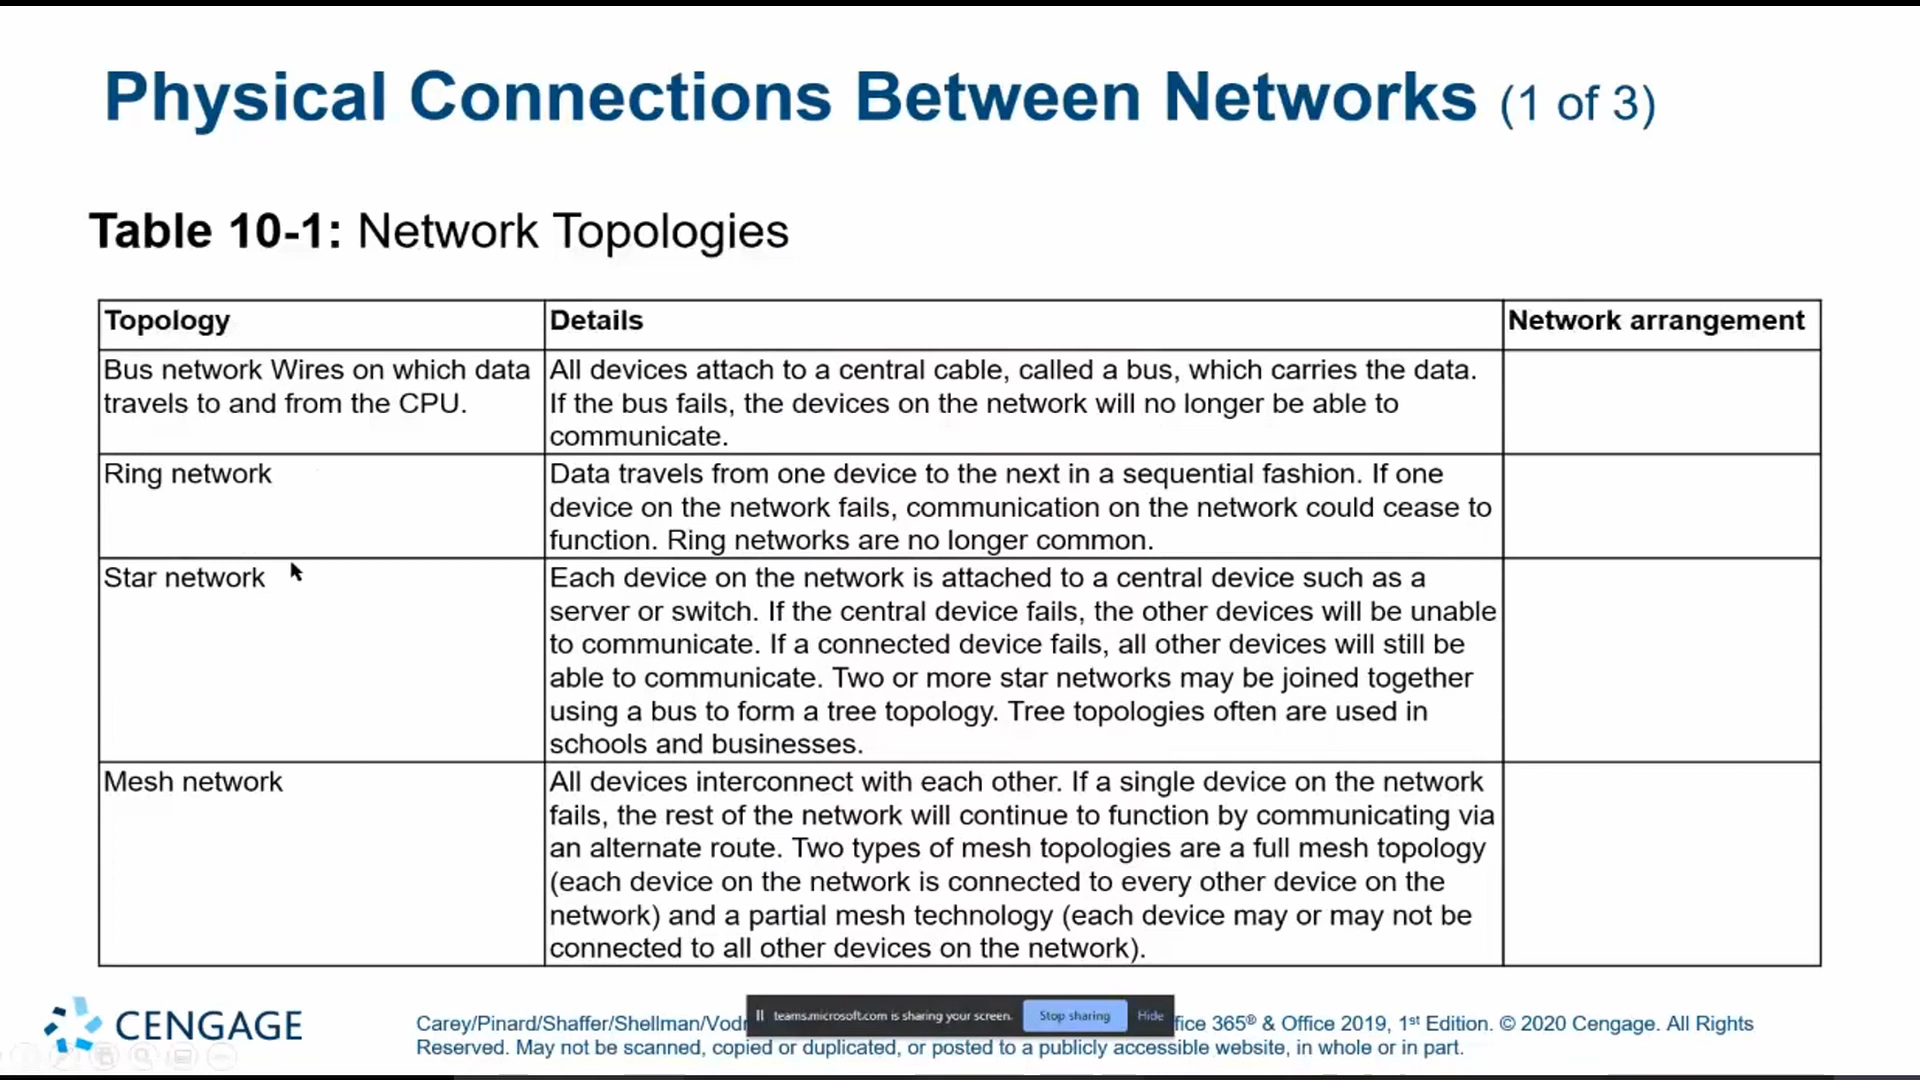 Physical Connections Between Networks (1 of 3)
Table 10-1: Network Topologies
Topology
Details
Network arrangement
Bus network Wires on which data
travels to and from the CPU.
All devices attach to a central cable, called a bus, which carries the data.
If the bus fails, the devices on the network will no longer be able to
communicate.
Ring network
Data travels from one device to the next in a sequential fashion. If one
device on the network fails, communication on the network could cease to
function. Ring networks are no longer common.
Star network
Each device on the network is attached to a central device such as a
server or switch. If the central device fails, the other devices will be unable
to communicate. If a connected device fails, all other devices will still be
able to communicate. Two or more star networks may be joined together
using a bus to form a tree topology. Tree topologies often are used in
schools and businesses.
Mesh network
All devices interconnect with each other. If a single device on the network
fails, the rest of the network will continue to function by communicating via
an alternate route. Two types of mesh topologies are a full mesh topology
(each device on the network is connected to every other device on the
network) and a partial mesh technology (each device may or may not be
connected to all other devices on the network).
CENGAGE
Carey/Pinard/Shaffer/Shellman/Vod
teams.microsoft.com is sharing your screen.
Stop sharing
Hide
fice 365® & Office 2019, 1st Edition. © 2020 Cengage. All Rights
Reserved. May not be scanned, copied or duplicated, or posted to a publicly accessible website, in whole or in part.